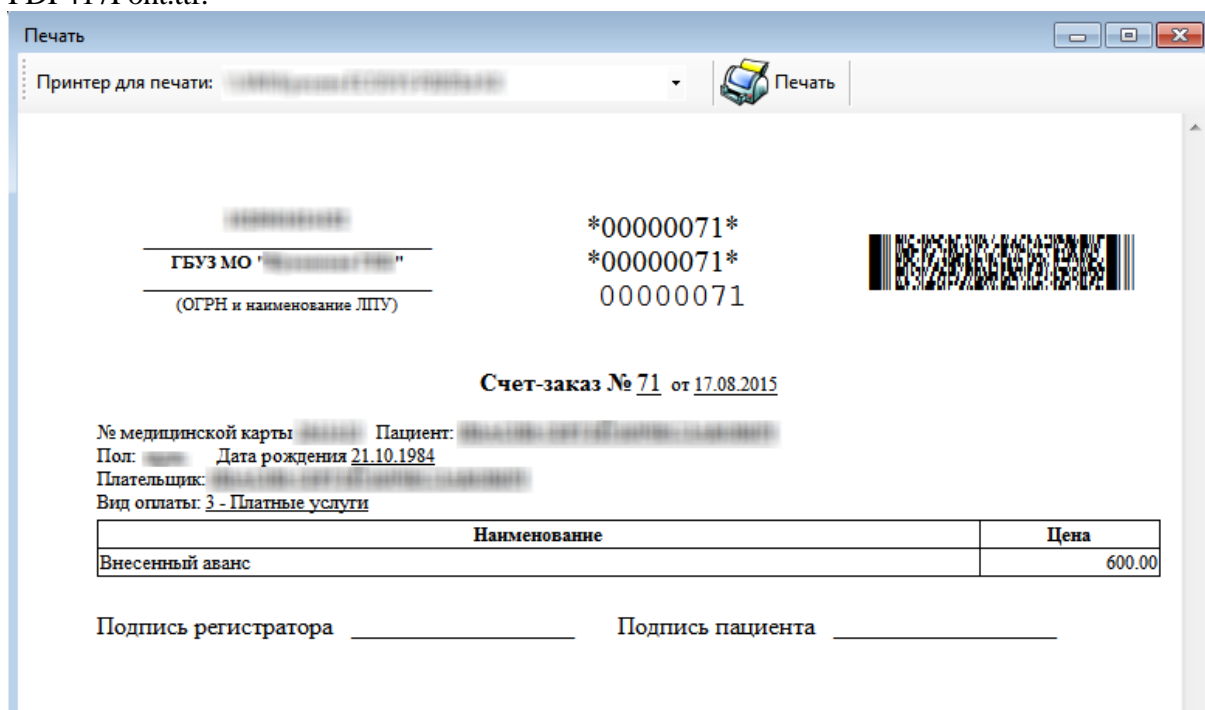 Печать
Принтер для печати:
Печать
ГБУЗ МО " "
(ОГРН и наименование ЛПУ)
*00000071*
*00000071*
00000071
Счет-заказ № 71 от 17.08.2015
№ медицинской карты Пациент:
Пол: Дата рождения 21.10.1984
Плательщик:
Вид оплаты: 3 - Платные услуги
Наименование Цена
Внесенный аванс 600.00
Подпись регистратора Подпись пациента